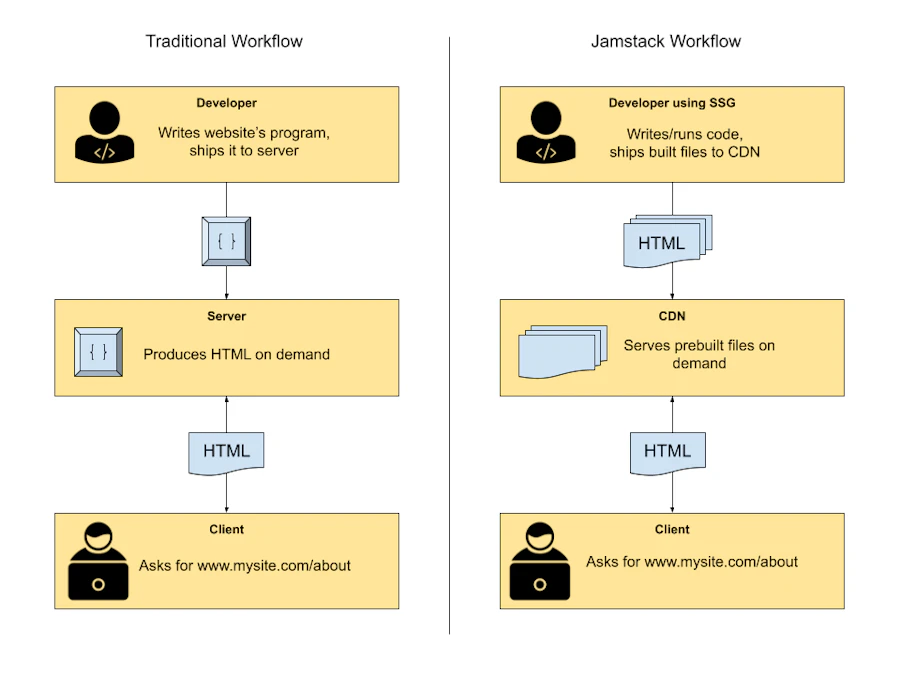 Traditional Workflow
Developer
</>
Writes website's program,
ships it to server
{ }
Server
{ }
Produces HTML on demand
HTML
Client
Asks for www.mysite.com/about
Jamstack Workflow
Developer using SSG
</>
Writes/runs code,
ships built files to CDN
HTML
CDN
Serves prebuilt files on
demand
HTML
Client
Asks for www.mysite.com/about